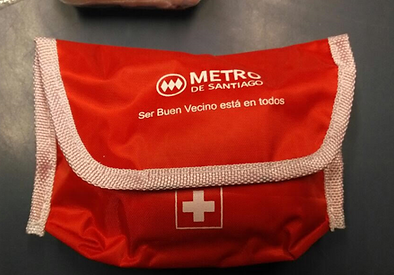 METRO
DE SANTIAGO
Ser Buen Vecino está en todos